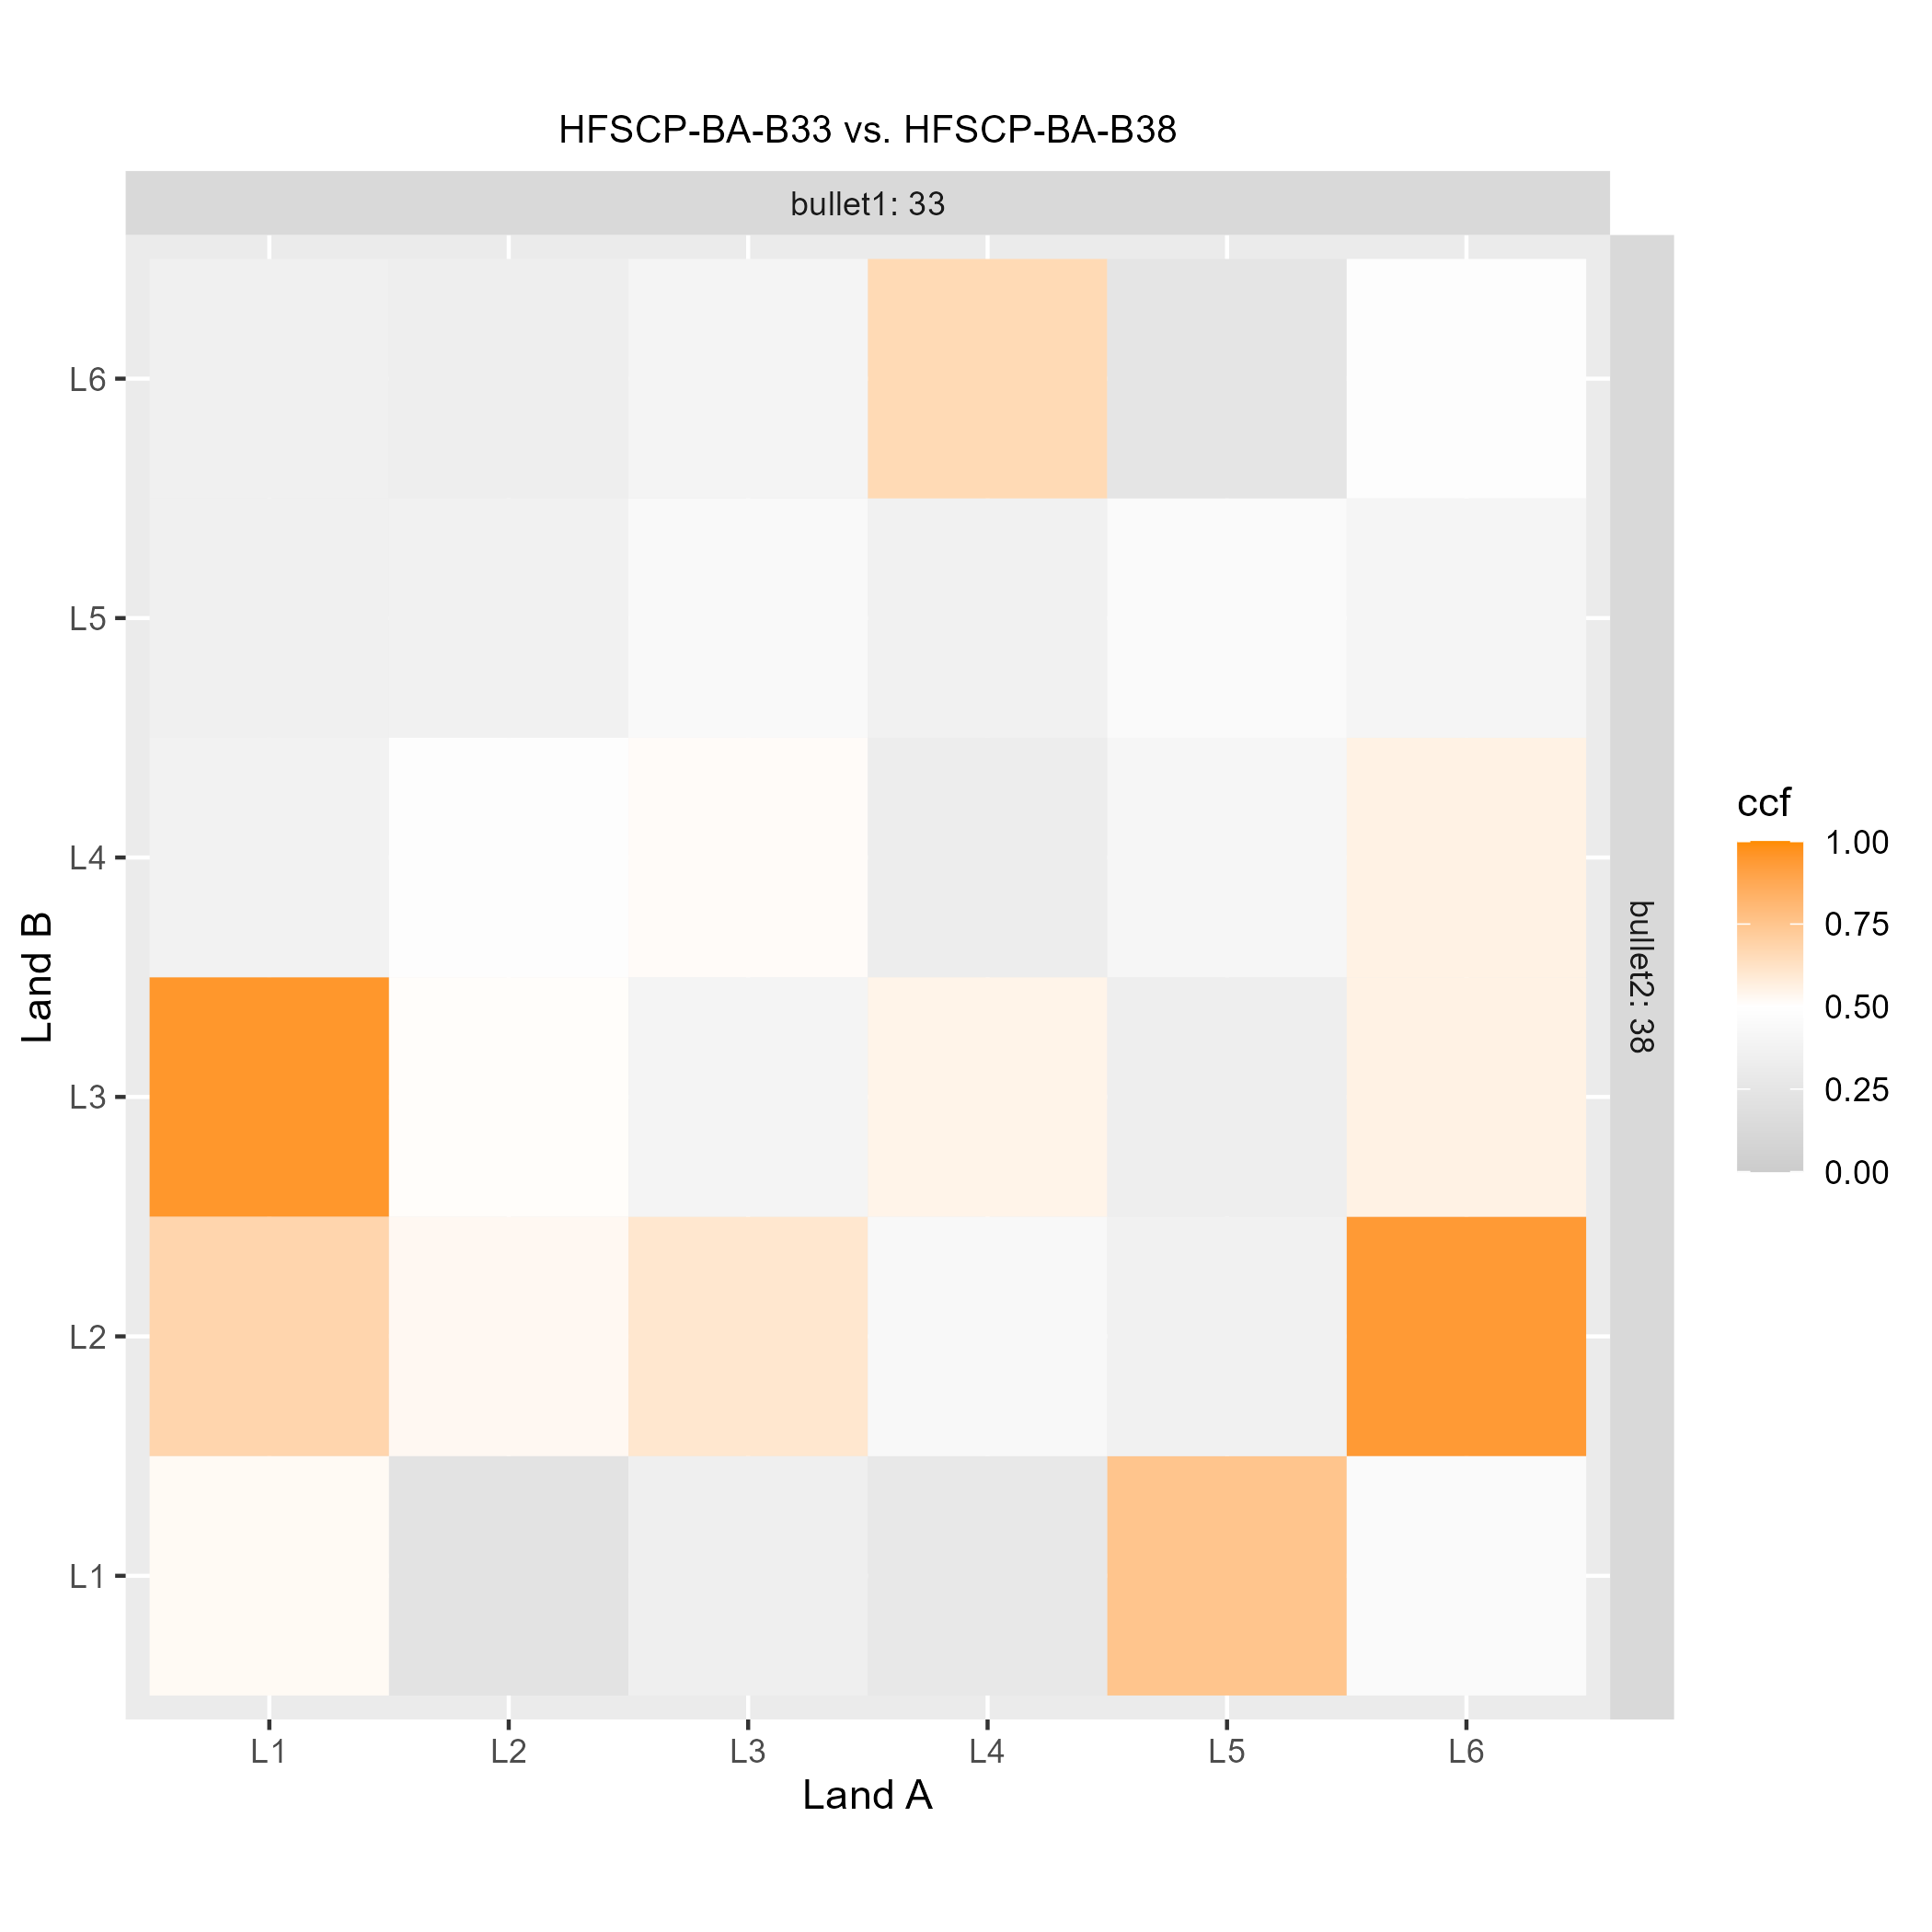 HFSCP-BA-B33 vs. HFSCP-BA-B38
bullet1: 33
L6
L5
L4
L3
L2
L1
Land B
L1 L2 L3 L4 L5 L6
Land A
bullet2: 38
ccf
1.00
0.75
0.50
0.25
0.00